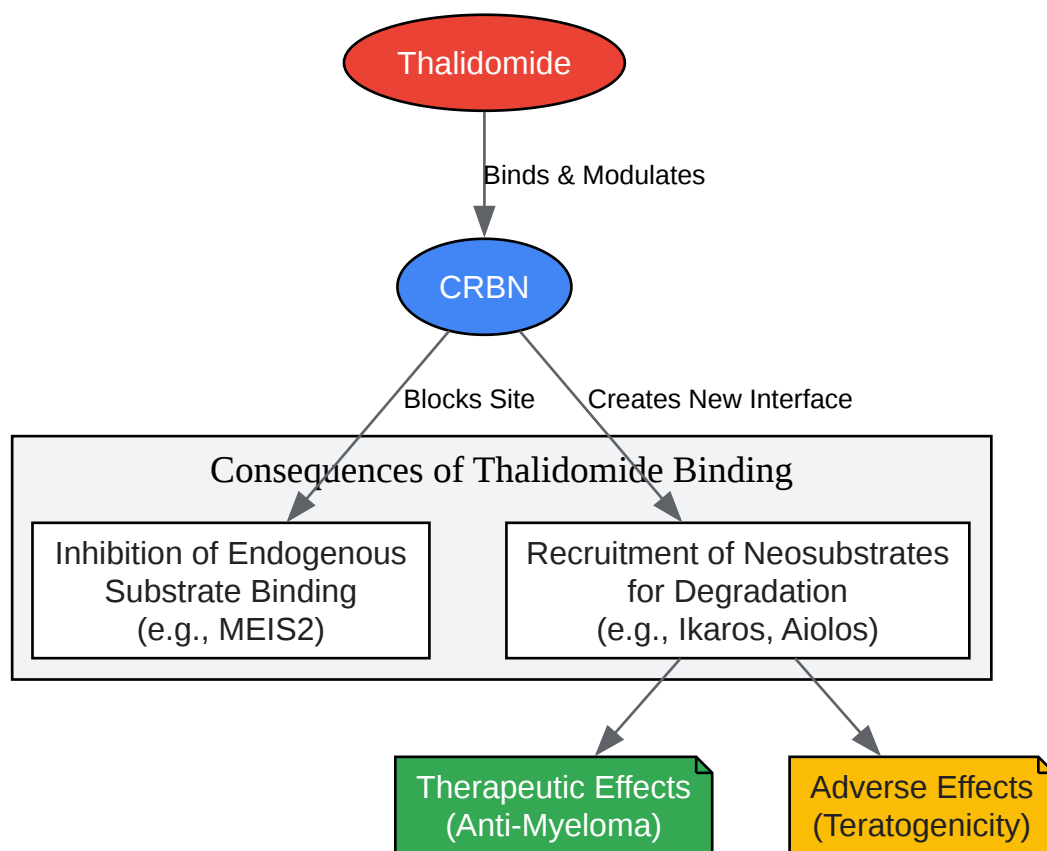 Thalidomide
Binds & Modulates
CRBN
Blocks Site
Creates New Interface
Consequences of Thalidomide Binding
Inhibition of Endogenous
Substrate Binding
(e.g., MEIS2)
Recruitment of Neosubstrates
for Degradation
(e.g., Ikaros, Aiolos)
Therapeutic Effects
(Anti-Myeloma)
Adverse Effects
(Teratogenicity)